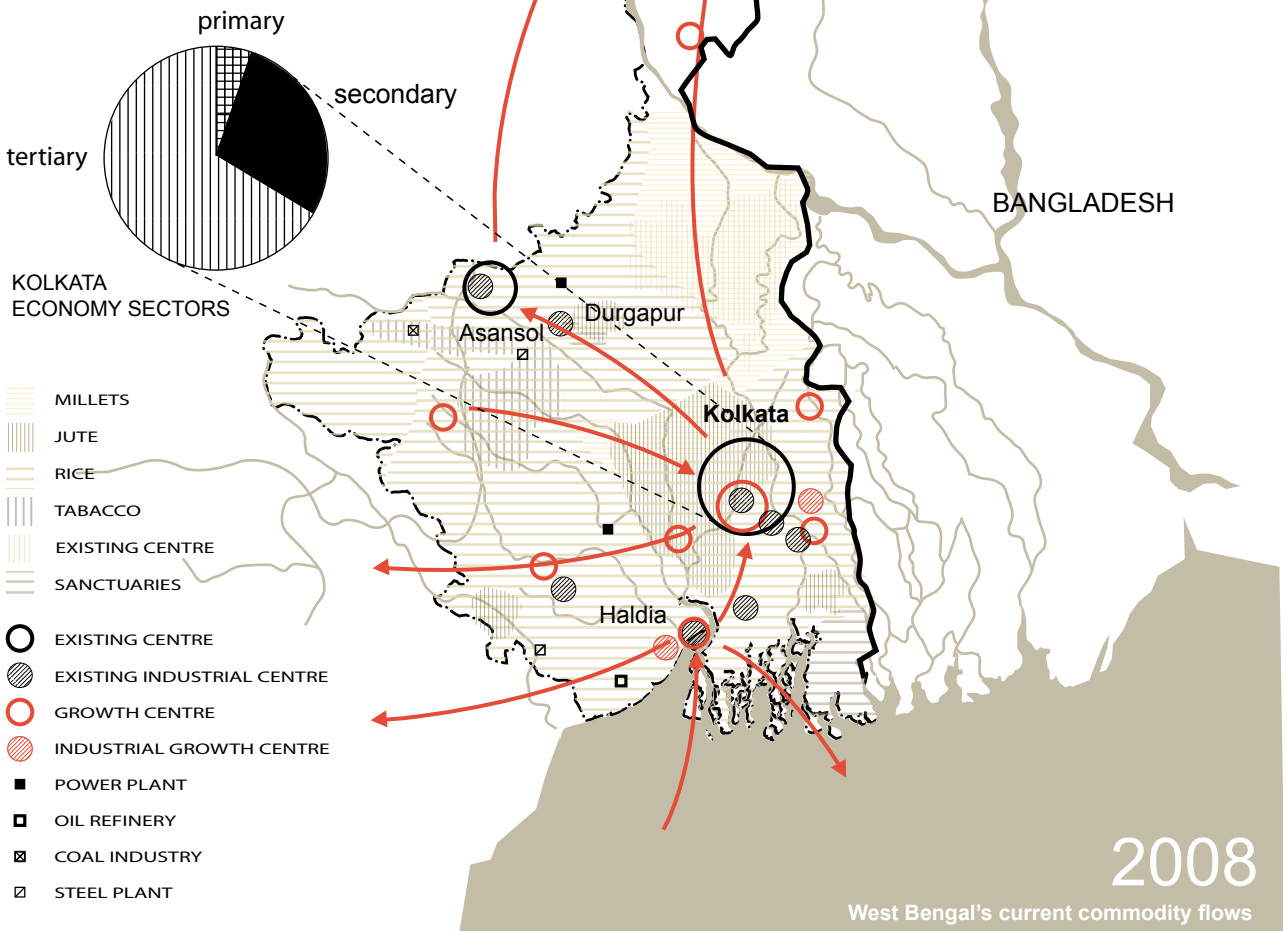 primary
secondary
tertiary
KOLKATA
ECONOMY SECTORS
BANGLADESH
Durgapur
Asansol
Kolkata
Haldia
MILLETS
JUTE
RICE
TABACCO
EXISTING CENTRE
SANCTUARIES
EXISTING CENTRE
EXISTING INDUSTRIAL CENTRE
GROWTH CENTRE
INDUSTRIAL GROWTH CENTRE
POWER PLANT
OIL REFINERY
COAL INDUSTRY
STEEL PLANT
2008
West Bengal's current commodity flows